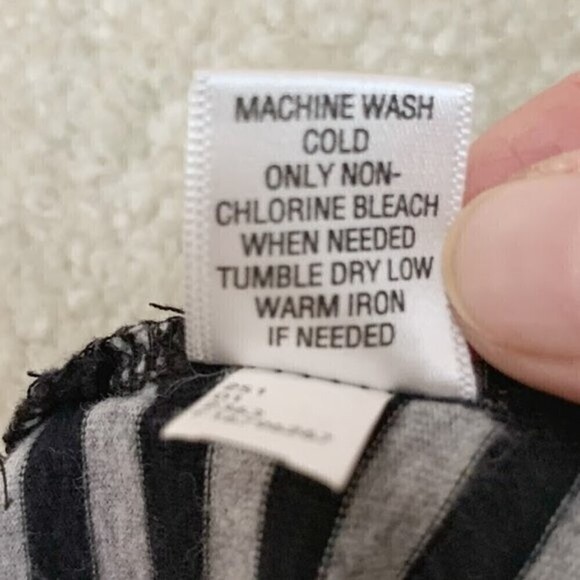 MACHINE WASH
COLD
ONLY NON-
CHLORINE BLEACH
WHEN NEEDED
TUMBLE DRY LOW
WARM IRON
IF NEEDED